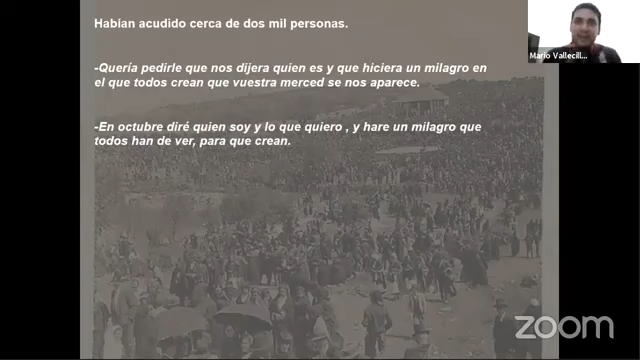 Habían acudido cerca de dos mil personas.
-Quería pedirle que nos dijera quien es y que hiciera un milagro en
el que todos crean que vuestra merced se nos aparece.
-En octubre diré quien soy y lo que quiero , y hare un milagro que
todos han de ver, para que crean.
Mario Vallecill...
zoom